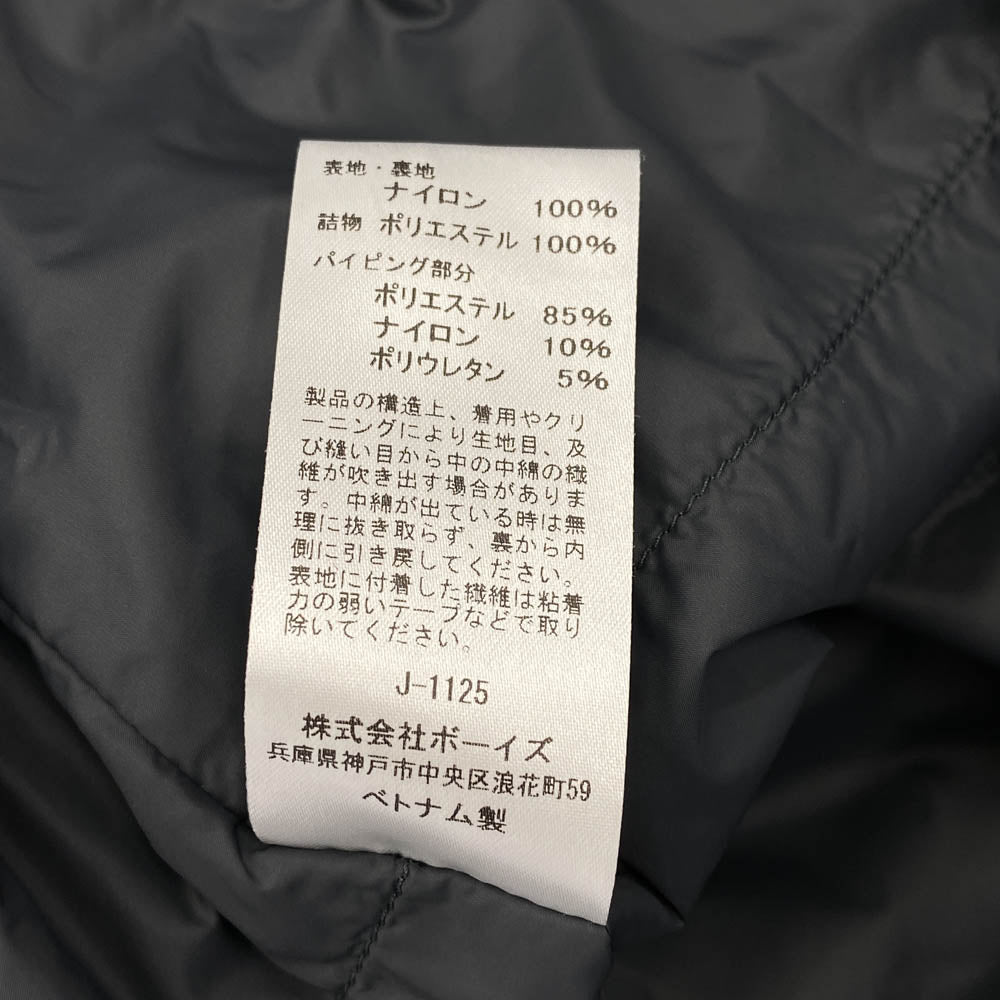 表地・裏地
ナイロン 100%
詰物 ポリエステル 100%
パイピング部分
ポリエステル 85%
ナイロン 10%
ポリウレタン 5%
製品の構造上、着用やクリ
ーニングにより生地目、及
び縫い目から中の中綿の繊
維が吹き出す場合がありま
す。中綿が出ている時は無
理に抜き取らず、裏から内
側に引き戻してください。
表地に付着した繊維は粘着
力の弱いテープなどで取り
除いてください。
J-1125
株式会社ボーイズ
兵庫県神戸市中央区浪花町59
ベトナム製